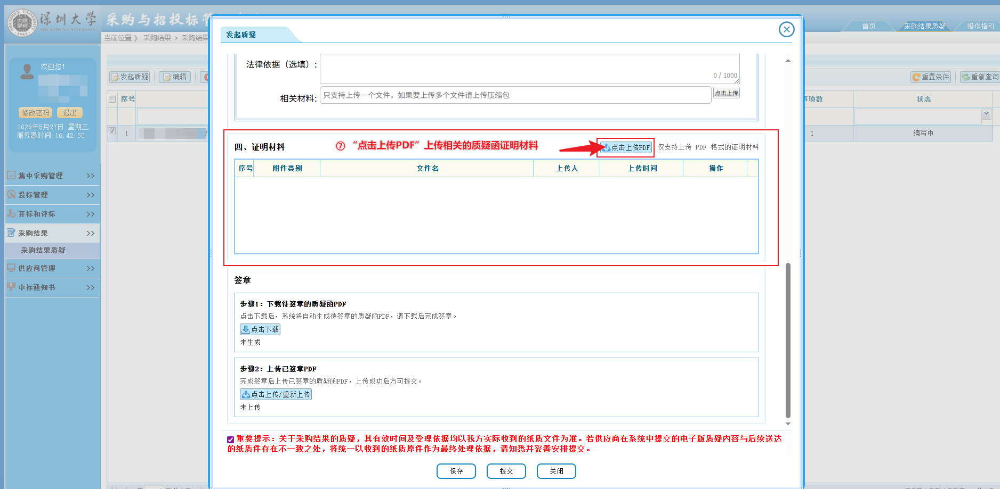 深圳大学
SHENZHEN UNIVERSITY
采购与招投标管
首页
采购结果质疑
操作指引
当前位置 》 采购结果 > 采购结果
发起质疑
欢迎您！
修改密码
退出
2026年5月27日 星期三
服务器时间:16:42:50
集中采购管理 >>
投标管理 >>
开标和评标 >>
采购结果 >>
采购结果质疑
供应商管理 >>
中标通知书 >>
发起质疑
编辑
重置条件
重新查询
序号
事项数
状态
1
1
编写中
法律依据（选填）:
0 / 1000
相关材料:
只支持上传一个文件，如果要上传多个文件请上传压缩包
点击上传
四、证明材料
⑦ “点击上传PDF”上传相关的质疑函证明材料
点击上传PDF
仅支持上传 PDF 格式的证明材料
序号 附件类别 文件名 上传人 上传时间 操作
签章
步骤1：下载待签章的质疑函PDF
点击下载后，系统将自动生成待签章的质疑函PDF，请下载后完成签章。
点击下载
未生成
步骤2：上传已签章PDF
完成签章后上传已签章的质疑函PDF，上传成功后方可提交。
点击上传/重新上传
未上传
重要提示：关于采购结果的质疑，其有效时间及受理依据均以我方实际收到的纸质文件为准。若供应商在系统中提交的电子版质疑内容与后续送达
的纸质件存在不一致之处，将统一以收到的纸质原件作为最终处理依据，请知悉并妥善安排提交。
保存
提交
关闭